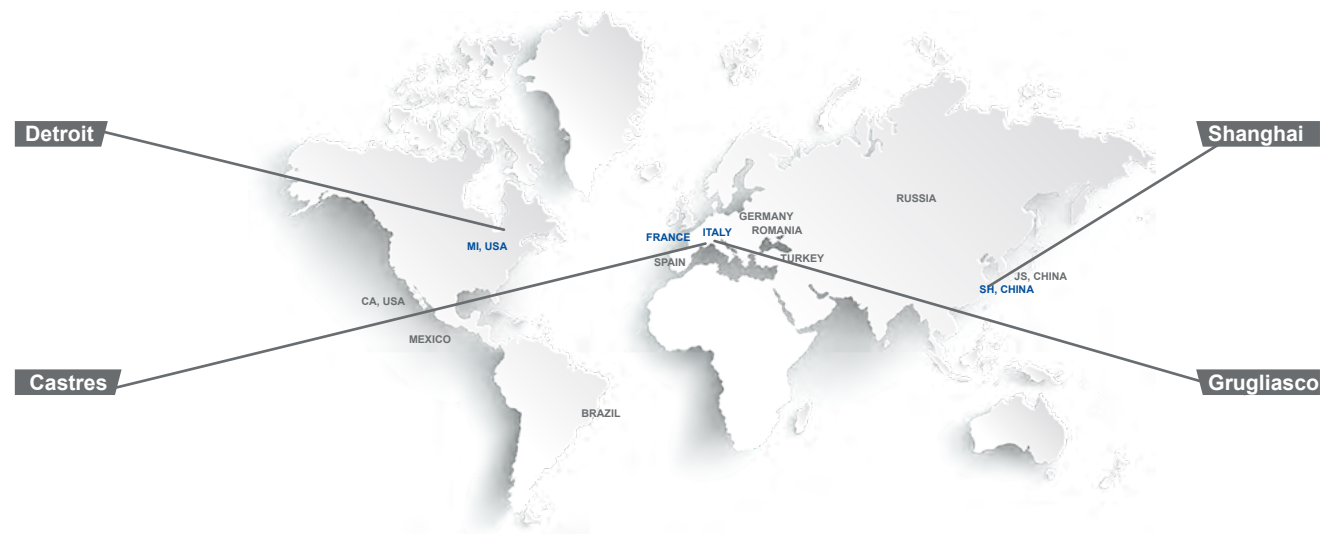 Detroit
Shanghai
RUSSIA
GERMANY
ROMANIA
ITALY
FRANCE
MI, USA
SPAIN
TURKEY
JS, CHINA
SH, CHINA
CA, USA
MEXICO
Castres
Grugliasco
BRAZIL